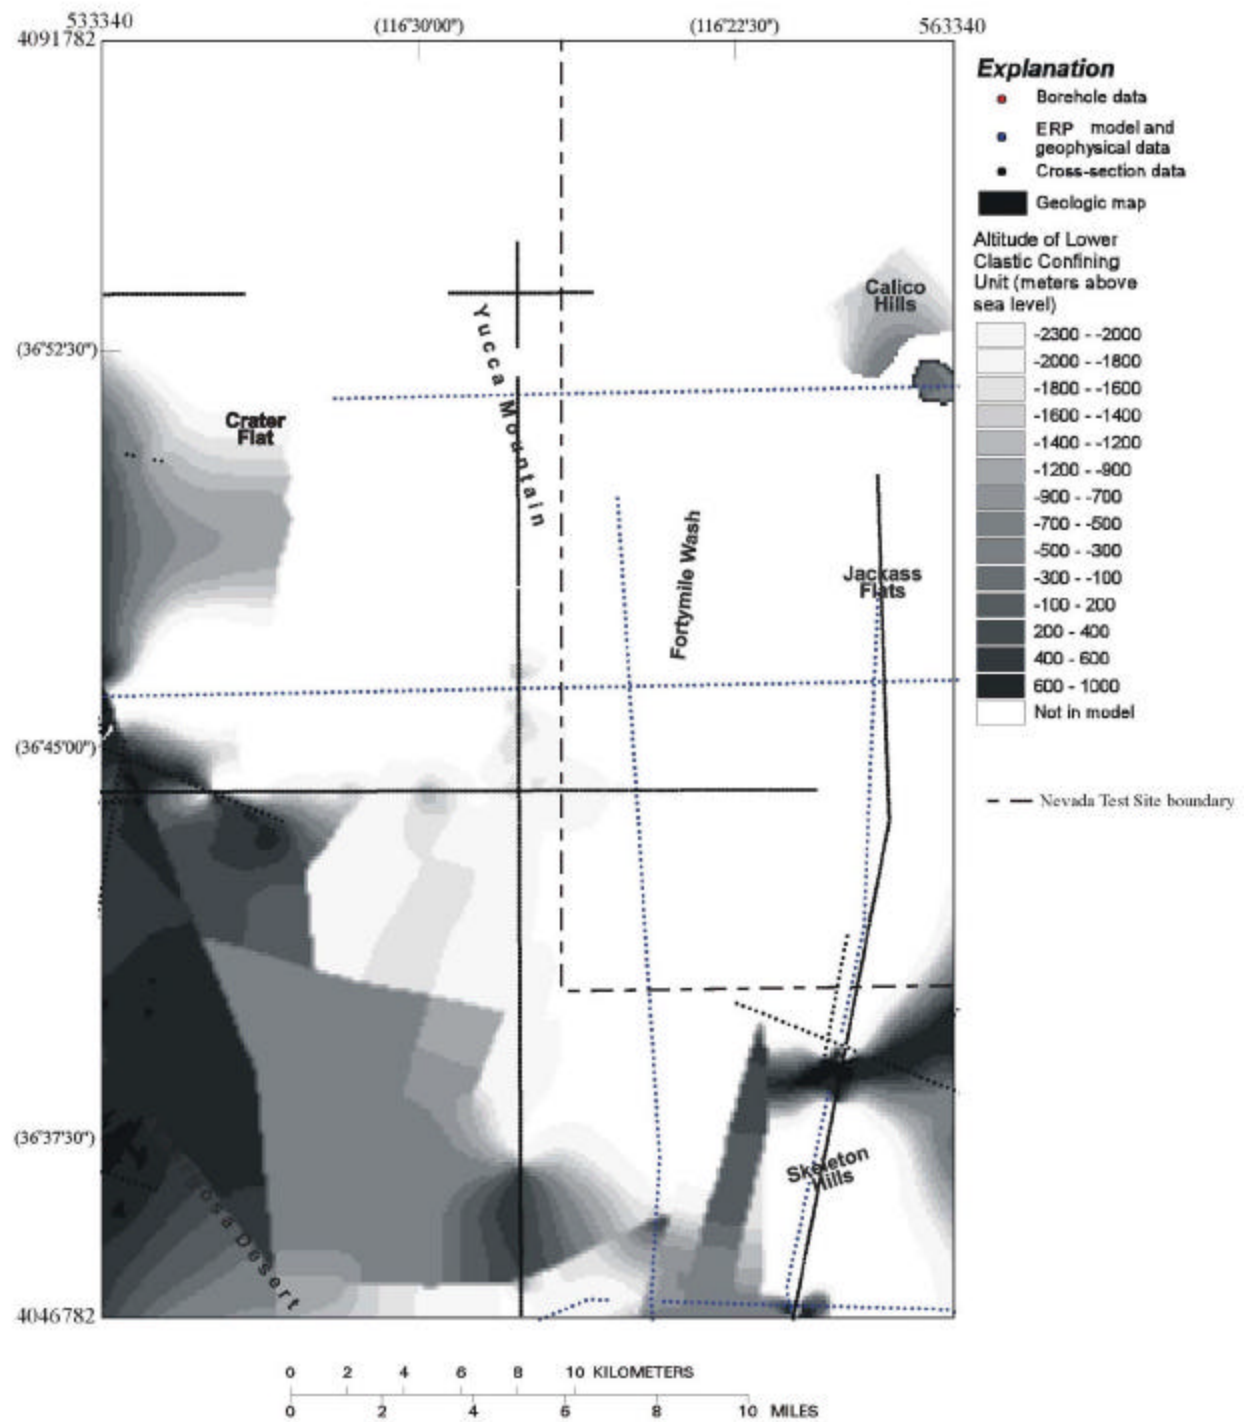 533340 (116°30'00") (116°22'30") 563340
4091782
Explanation
Borehole data
ERP model and
geophysical data
Cross-section data
Geologic map
Altitude of Lower
Clastic Confining
Unit (meters above
sea level)
-2300 - -2000
-2000 - -1800
-1800 - -1600
-1600 - -1400
-1400 - -1200
-1200 - -900
-900 - -700
-700 - -500
-500 - -300
-300 - -100
-100 - 200
200 - 400
400 - 600
600 - 1000
Not in model
Nevada Test Site boundary
Calico
Hills
Yucca Mountain
(36°52'30")
Crater
Flat
Fortymile Wash
Jackass
Flats
(36°45'00")
(36°37'30")
Skeleton
Hills
osa Desert
4046782
0 2 4 6 8 10 KILOMETERS
0 2 4 6 8 10 MILES